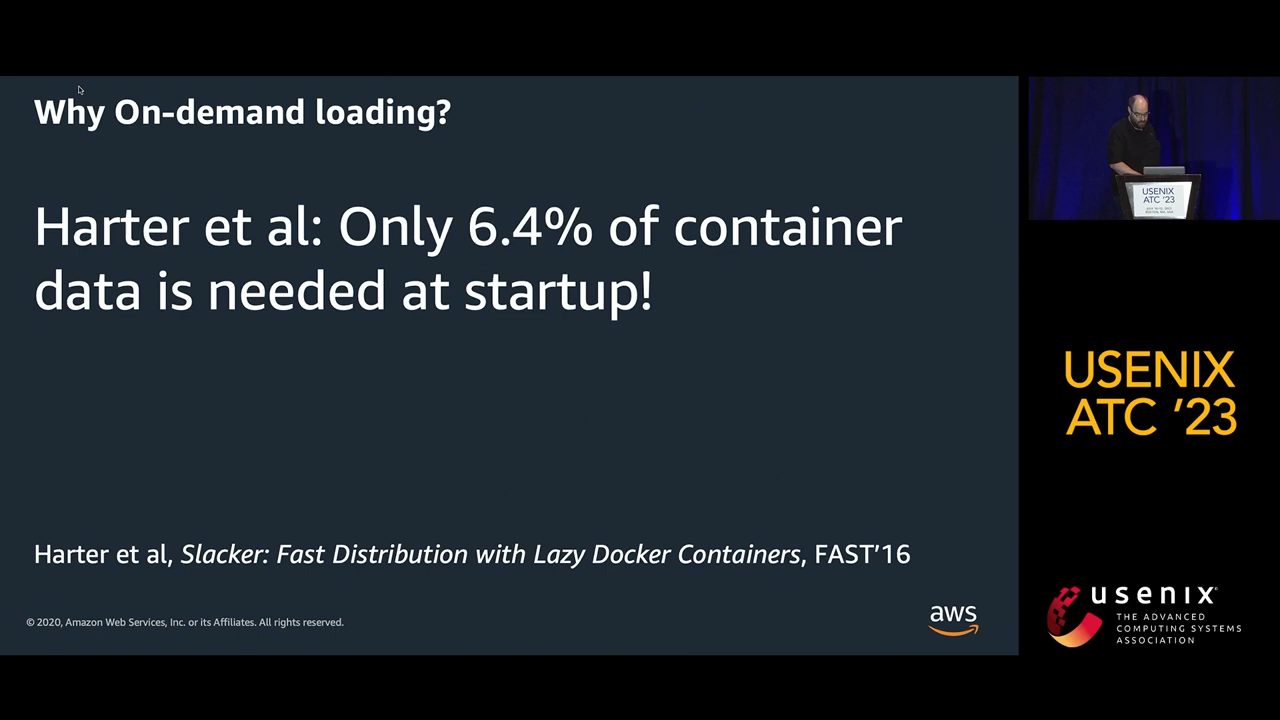 Why On-demand loading?
Harter et al: Only 6.4% of container
data is needed at startup!
Harter et al, Slacker: Fast Distribution with Lazy Docker Containers, FAST'16
© 2020, Amazon Web Services, Inc. or its Affiliates. All rights reserved.
aws
USENIX
ATC '23
USENIX
ATC '23
usenix
THE ADVANCED
COMPUTING SYSTEMS
ASSOCIATION